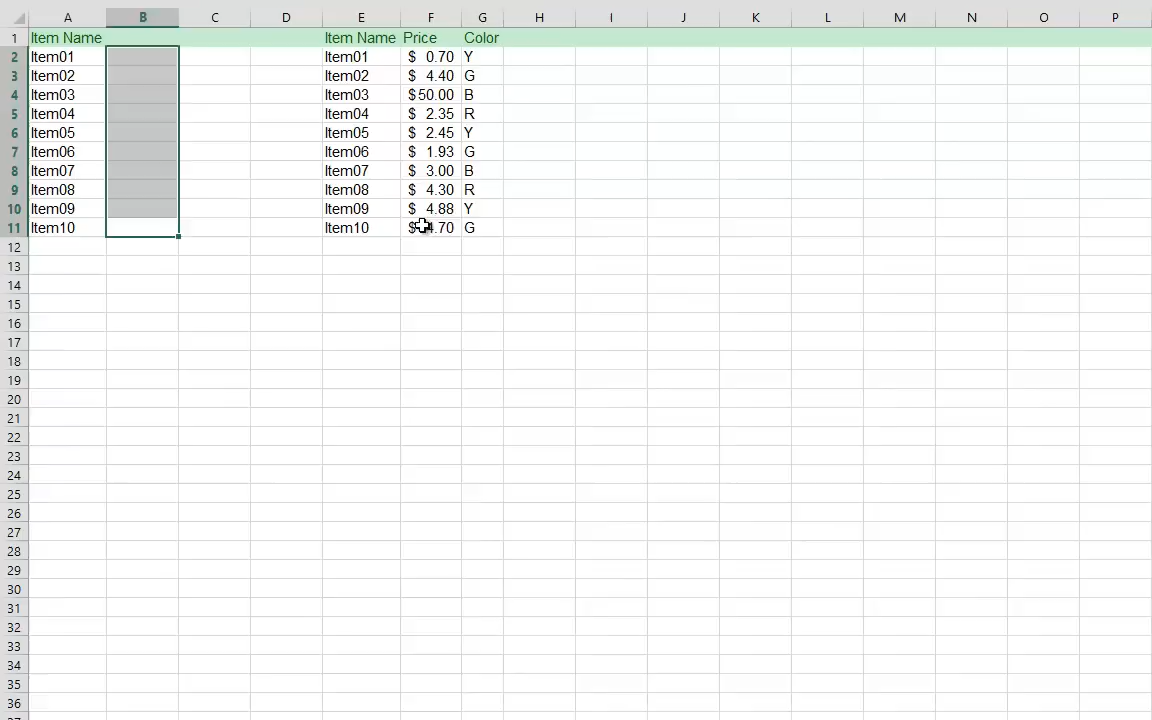 A B C D E F G H I J K L M N O P
1 Item Name Item Name Price Color
2 Item01 Item01 $ 0.70 Y
3 Item02 Item02 $ 4.40 G
4 Item03 Item03 $50.00 B
5 Item04 Item04 $ 2.35 R
6 Item05 Item05 $ 2.45 Y
7 Item06 Item06 $ 1.93 G
8 Item07 Item07 $ 3.00 B
9 Item08 Item08 $ 4.30 R
10 Item09 Item09 $ 4.88 Y
11 Item10 Item10 G
12
13
14
15
16
17
18
19
20
21
22
23
24
25
26
27
28
29
30
31
32
33
34
35
36